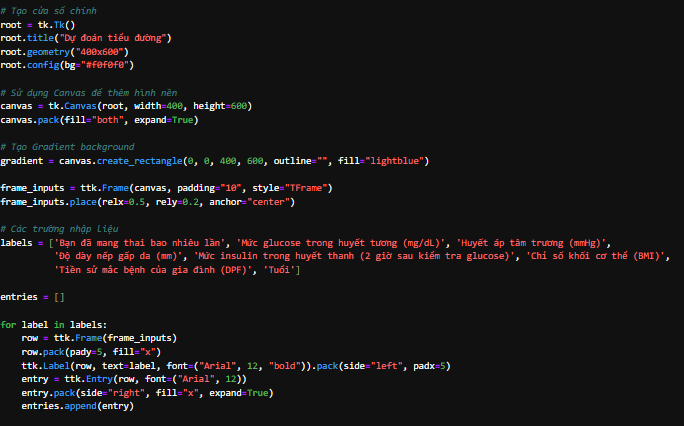 # Tạo cửa sổ chính
root = tk.Tk()
root.title("Dự đoán tiểu đường")
root.geometry("400x600")
root.config(bg="#f0f0f0")

# Sử dụng Canvas để thêm hình nền
canvas = tk.Canvas(root, width=400, height=600)
canvas.pack(fill="both", expand=True)

# Tạo Gradient background
gradient = canvas.create_rectangle(0, 0, 400, 600, outline="", fill="lightblue")

frame_inputs = ttk.Frame(canvas, padding="10", style="TFrame")
frame_inputs.place(relx=0.5, rely=0.2, anchor="center")

# Các trường nhập liệu
labels = ['Bạn đã mang thai bao nhiêu lần', 'Mức glucose trong huyết tương (mg/dL)', 'Huyết áp tâm trương (mmHg)',
'Độ dày nếp gấp da (mm)', 'Mức insulin trong huyết thanh (2 giờ sau kiểm tra glucose)', 'Chỉ số khối cơ thể (BMI)',
'Tiền sử mắc bệnh của gia đình (DPF)', 'Tuổi']

entries = []

for label in labels:
    row = ttk.Frame(frame_inputs)
    row.pack(pady=5, fill="x")
    ttk.Label(row, text=label, font=("Arial", 12, "bold")).pack(side="left", padx=5)
    entry = ttk.Entry(row, font=("Arial", 12))
    entry.pack(side="right", fill="x", expand=True)
    entries.append(entry)